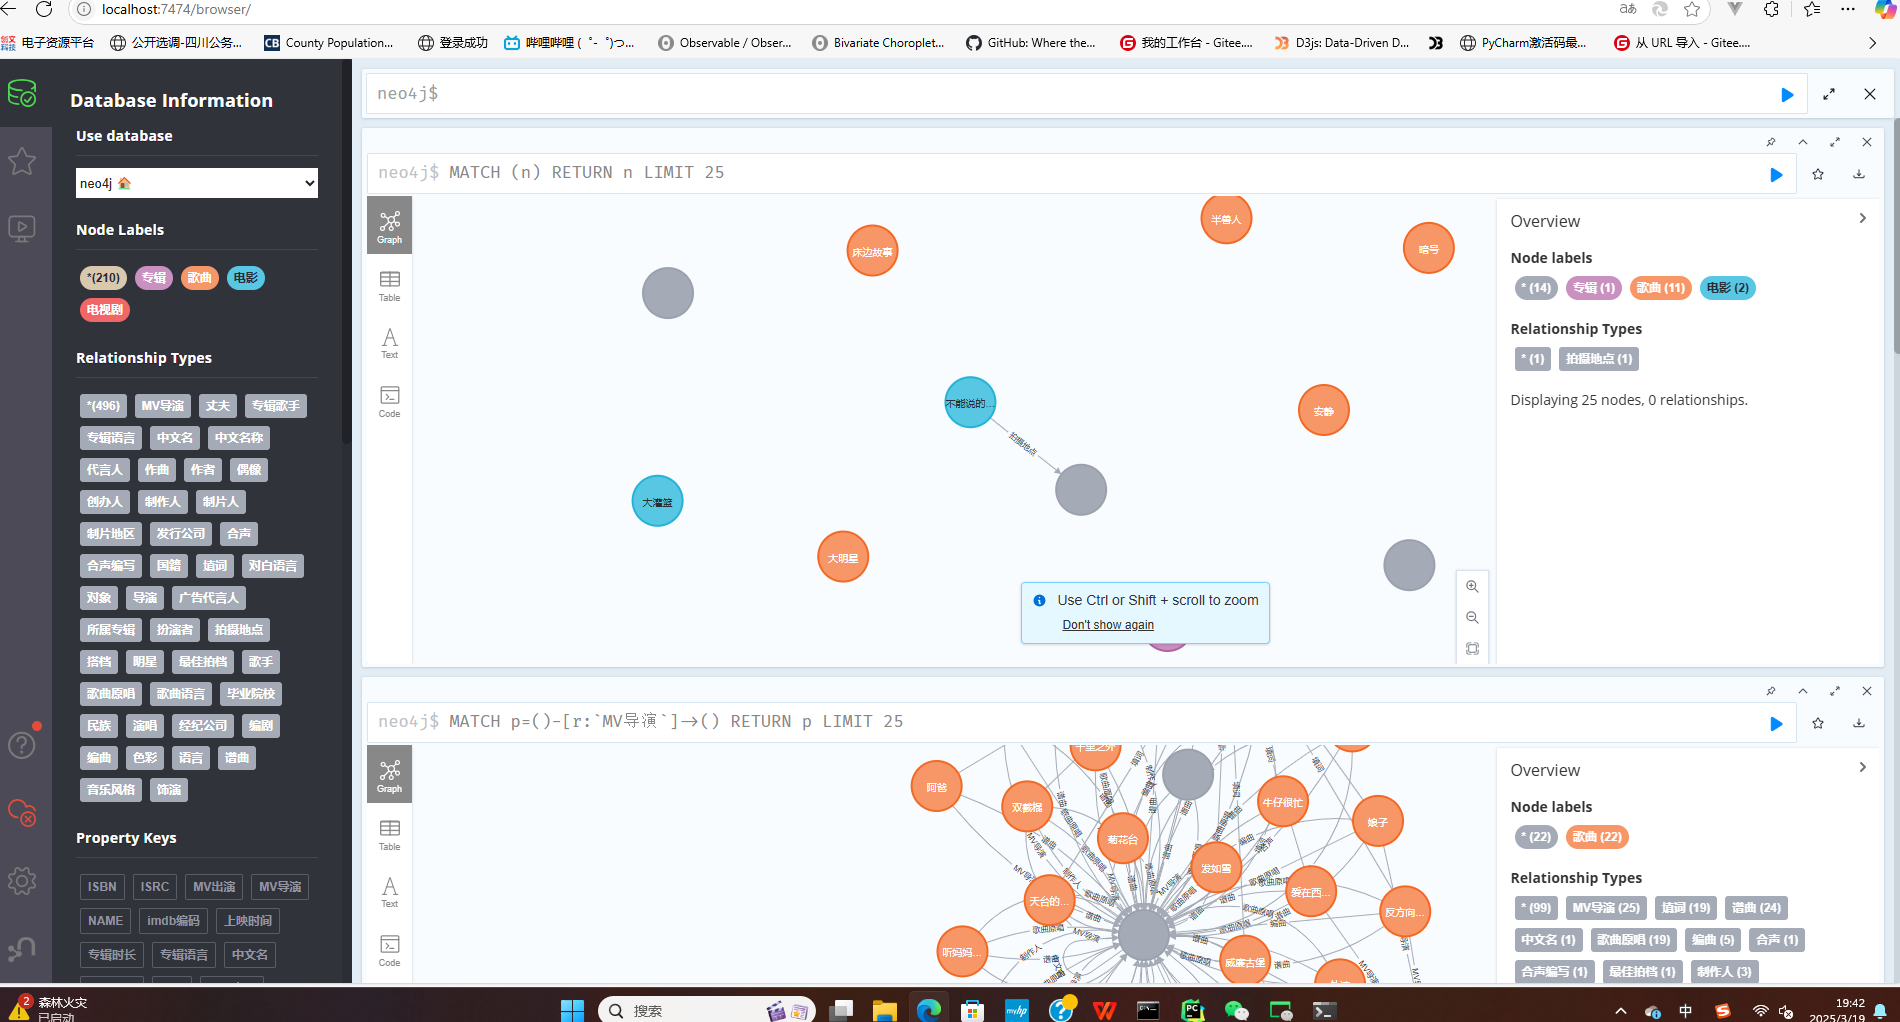 localhost:7474/browser/
电子资源平台 公开选调-四川公务... County Population... 登录成功 哔哩哔哩 (゜-゜)つ... Observable / Obser... Bivariate Choroplet... GitHub: Where the... 我的工作台 - Gitee.... D3js: Data-Driven D... PyCharm激活码最... 从 URL 导入 - Gitee....
Database Information
Use database
neo4j
Node Labels
*(210) 专辑 歌曲 电影
电视剧
Relationship Types
*(496) MV导演 丈夫 专辑歌手
专辑语言 中文名 中文名称
代言人 作曲 作者 偶像
创办人 制作人 制片人
制片地区 发行公司 合声
合声编写 国籍 填词 对白语言
对象 导演 广告代言人
所属专辑 扮演者 拍摄地点
搭档 明星 最佳拍档 歌手
歌曲原唱 歌曲语言 毕业院校
民族 演唱 经纪公司 编剧
编曲 色彩 语言 谱曲
音乐风格 饰演
Property Keys
ISBN ISRC MV出演 MV导演
NAME imdb编码 上映时间
专辑时长 专辑语言 中文名
neo4j$
neo4j$ MATCH (n) RETURN n LIMIT 25
Graph
Table
Text
Code
半兽人
暗号
床边故事
不能说的...
拍摄地点
安静
大灌篮
大明星
Use Ctrl or Shift + scroll to zoom
Don't show again
Overview
Node labels
* (14) 专辑 (1) 歌曲 (11) 电影 (2)
Relationship Types
* (1) 拍摄地点 (1)
Displaying 25 nodes, 0 relationships.
neo4j$ MATCH p=()-[r:`MV导演`]->() RETURN p LIMIT 25
Graph
Table
Text
Code
千里之外
阿爸
双截棍
菊花台
牛仔很忙
娘子
发如雪
爱在西...
天台的...
反方向...
听妈妈...
威廉古堡
Overview
Node labels
* (22) 歌曲 (22)
Relationship Types
* (99) MV导演 (25) 填词 (19) 谱曲 (24)
中文名 (1) 歌曲原唱 (19) 编曲 (5) 合声 (1)
合声编写 (1) 最佳拍档 (1) 制作人 (3)
2 森林火灾
已启动
搜索
中
19:42
2025/3/19